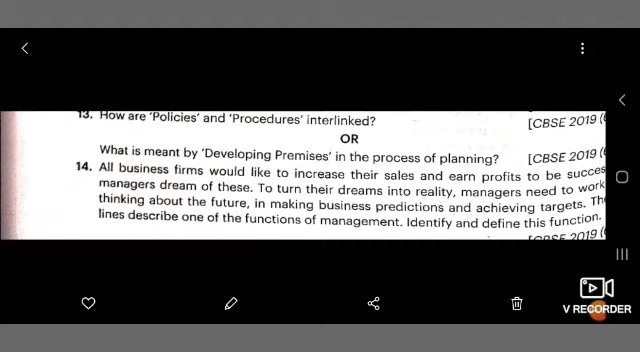 13. How are 'Policies' and 'Procedures' interlinked?
[CBSE 2019
OR
What is meant by 'Developing Premises' in the process of planning? [CBSE 2019
14. All business firms would like to increase their sales and earn profits to be succes
managers dream of these. To turn their dreams into reality, managers need to work
thinking about the future, in making business predictions and achieving targets. Th
lines describe one of the functions of management. Identify and define this function.
2019
V RECORDER